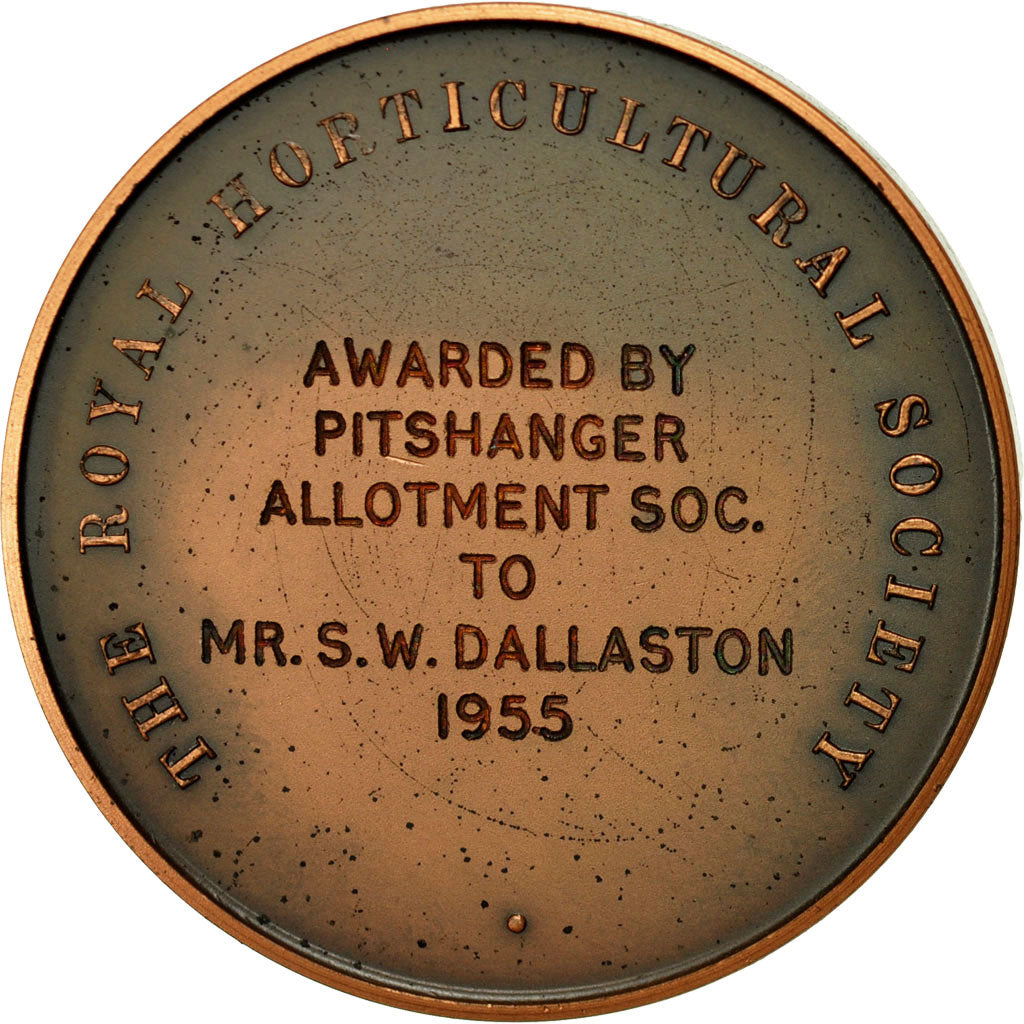 THE ROYAL HORTICULTURAL SOCIETY
AWARDED BY
PITSHANGER
ALLOTMENT SOC.
TO
MR. S. W. DALLASTON
1955